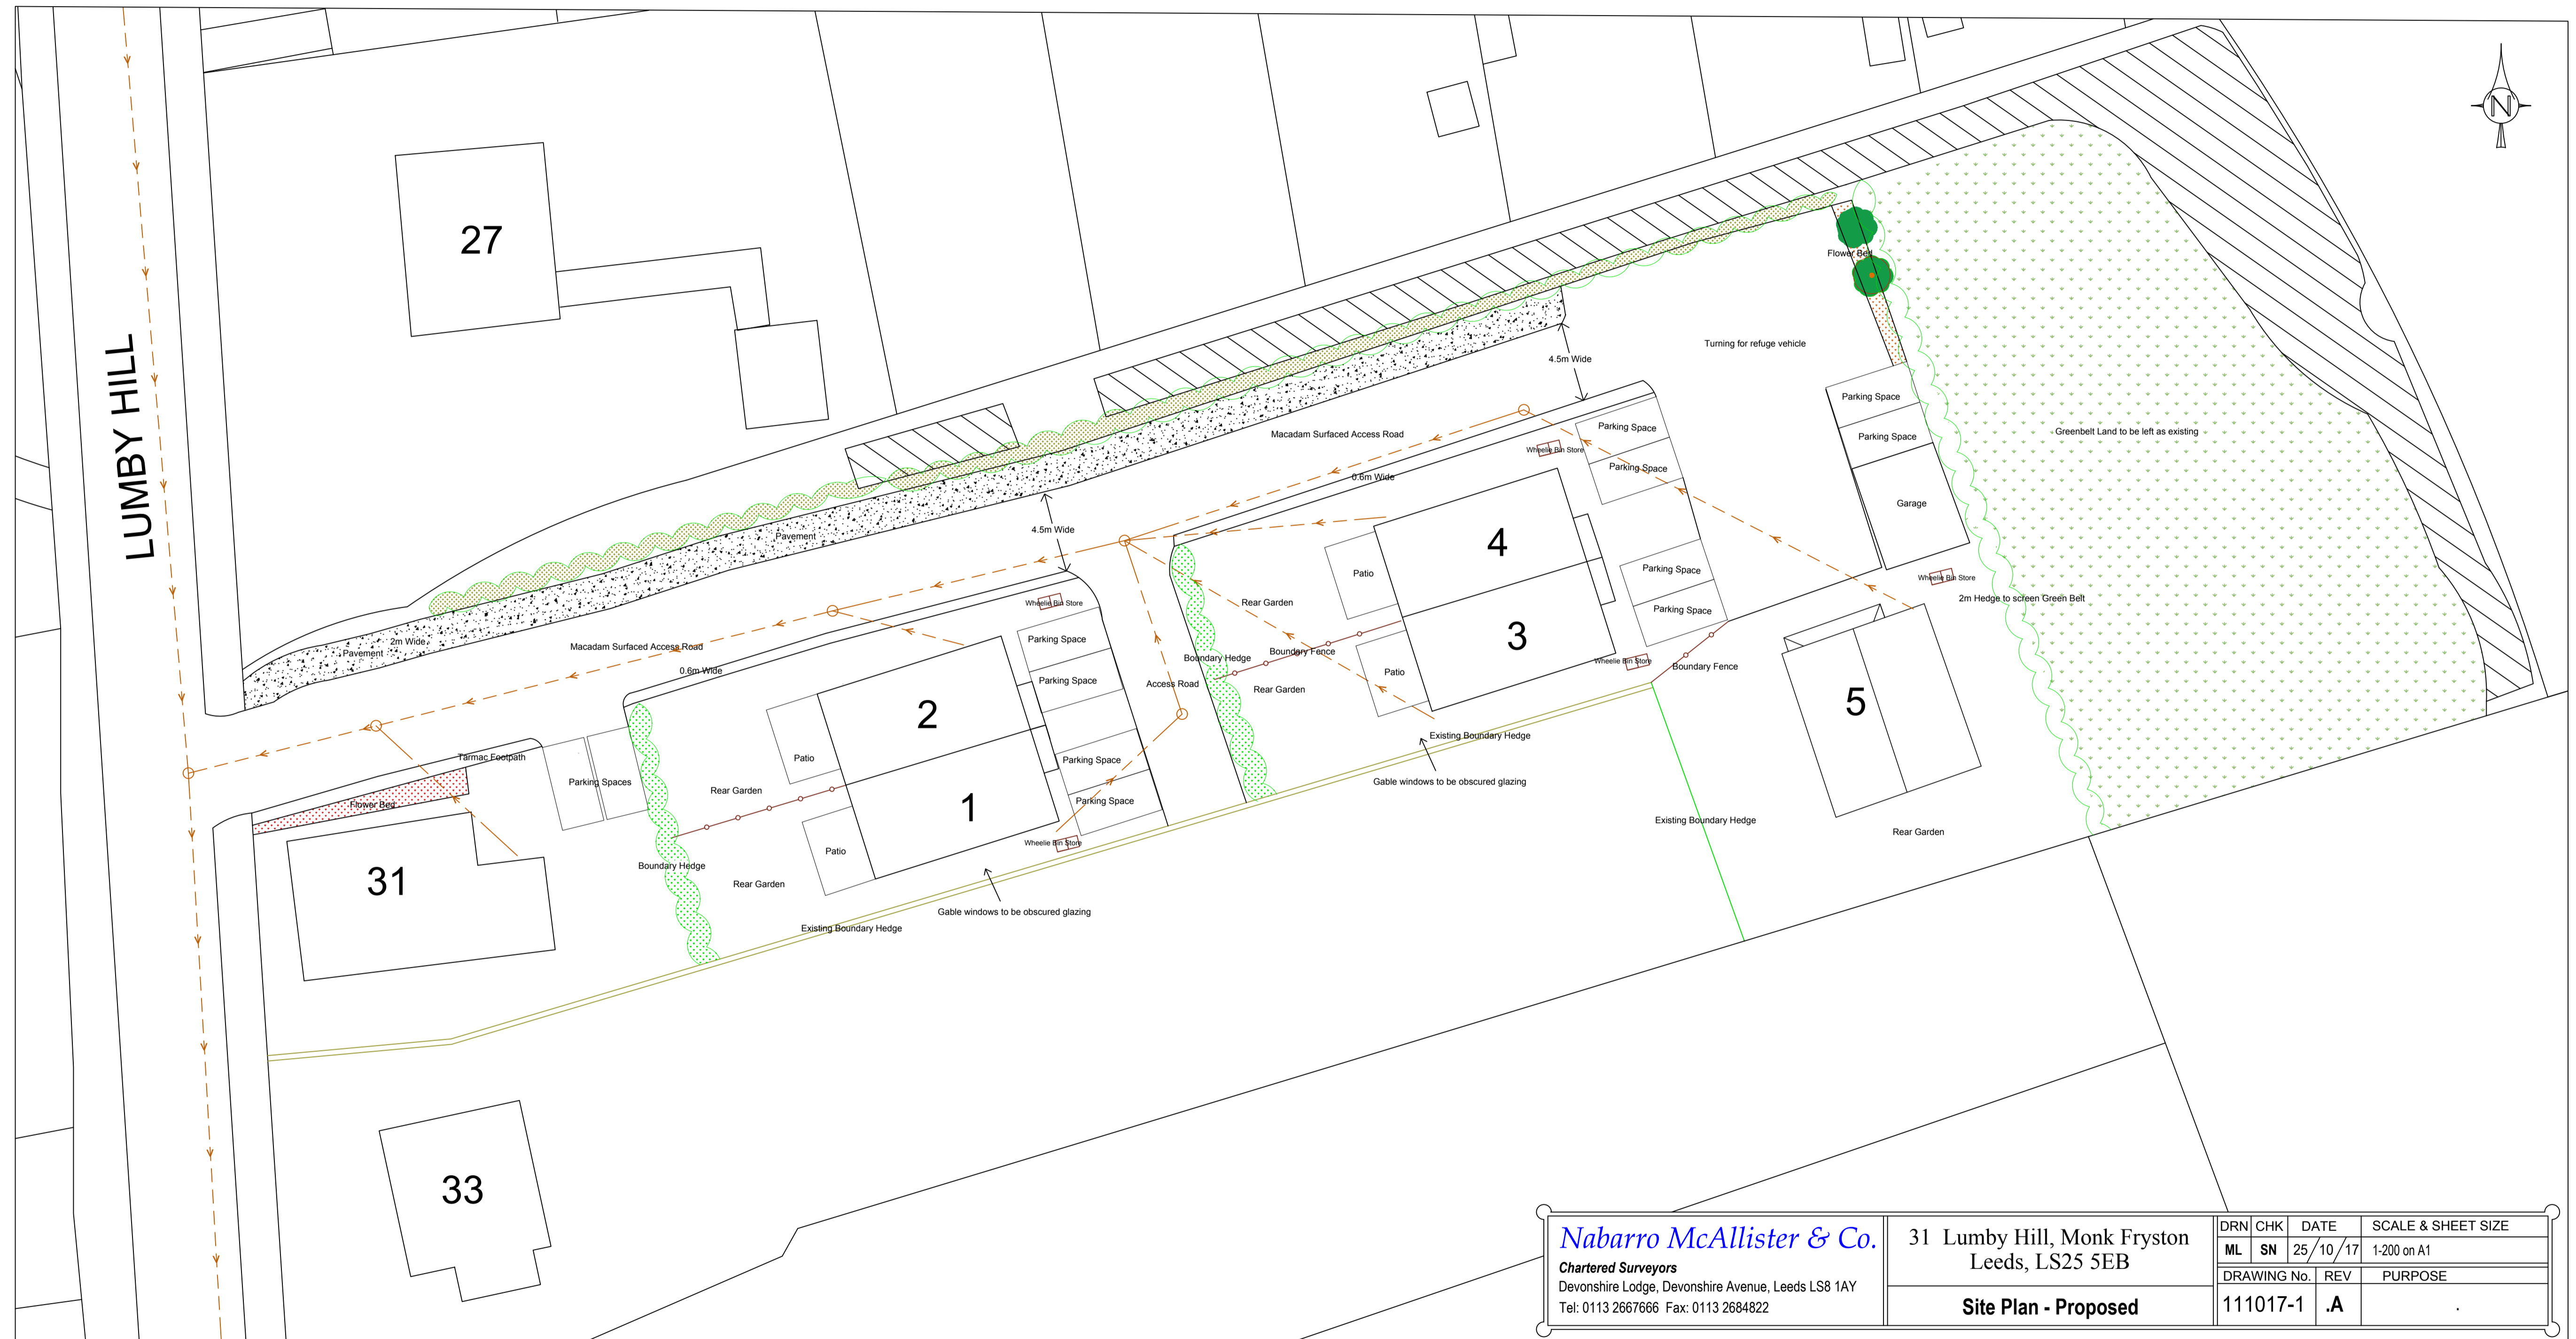 N
27
LUMBY HILL
Flower Bed
Turning for refuge vehicle
4.5m Wide
Parking Space
Parking Space
Greenbelt Land to be left as existing
Garage
Macadam Surfaced Access Road
Parking Space
Wheelie Bin Store
Parking Space
0.6m Wide
4.5m Wide
Pavement
4
Patio
Parking Space
Parking Space
Wheelie Bin Store
2m Hedge to screen Green Belt
Rear Garden
3
Wheelie Bin Store
Parking Space
2m Wide
Pavement
Macadam Surfaced Access Road
0.6m Wide
Boundary Hedge
Boundary Fence
Wheelie Bin Store
Boundary Fence
Patio
Parking Space
Access Road
Rear Garden
5
2
Existing Boundary Hedge
Tarmac Footpath
Patio
Parking Space
Parking Spaces
Gable windows to be obscured glazing
Rear Garden
Flower Bed
1
Parking Space
Existing Boundary Hedge
Rear Garden
Patio
Wheelie Bin Store
Boundary Hedge
31
Rear Garden
Gable windows to be obscured glazing
Existing Boundary Hedge
33
Nabarro McAllister & Co.
Chartered Surveyors
Devonshire Lodge, Devonshire Avenue, Leeds LS8 1AY
Tel: 0113 2667666 Fax: 0113 2684822
31 Lumby Hill, Monk Fryston
Leeds, LS25 5EB
Site Plan - Proposed
DRN CHK DATE SCALE & SHEET SIZE
ML SN 25/10/17 1-200 on A1
DRAWING No. REV PURPOSE
111017-1 .A .